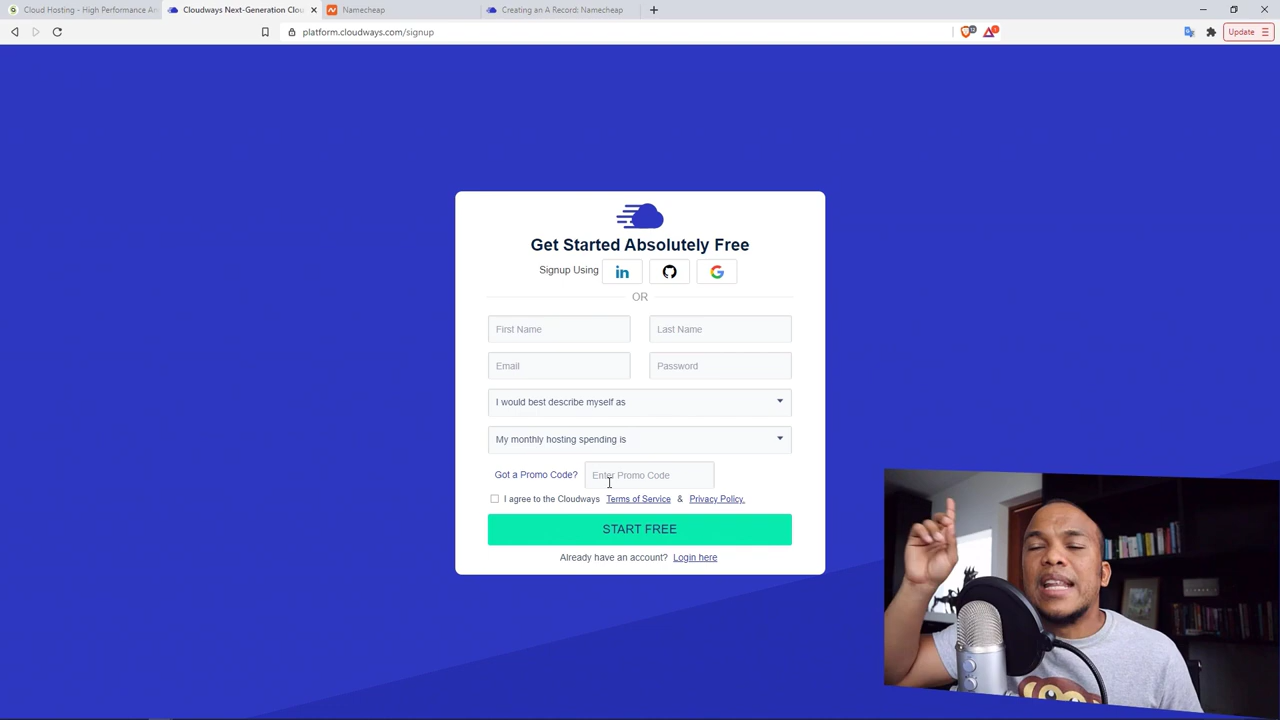 Cloud Hosting - High Performance An
Cloudways Next-Generation Clou
Namecheap
Creating an A Record: Namecheap
platform.cloudways.com/signup
Update
Get Started Absolutely Free
Signup Using
OR
First Name
Last Name
Email
Password
I would best describe myself as
My monthly hosting spending is
Got a Promo Code?
Enter Promo Code
I agree to the Cloudways Terms of Service & Privacy Policy.
START FREE
Already have an account? Login here